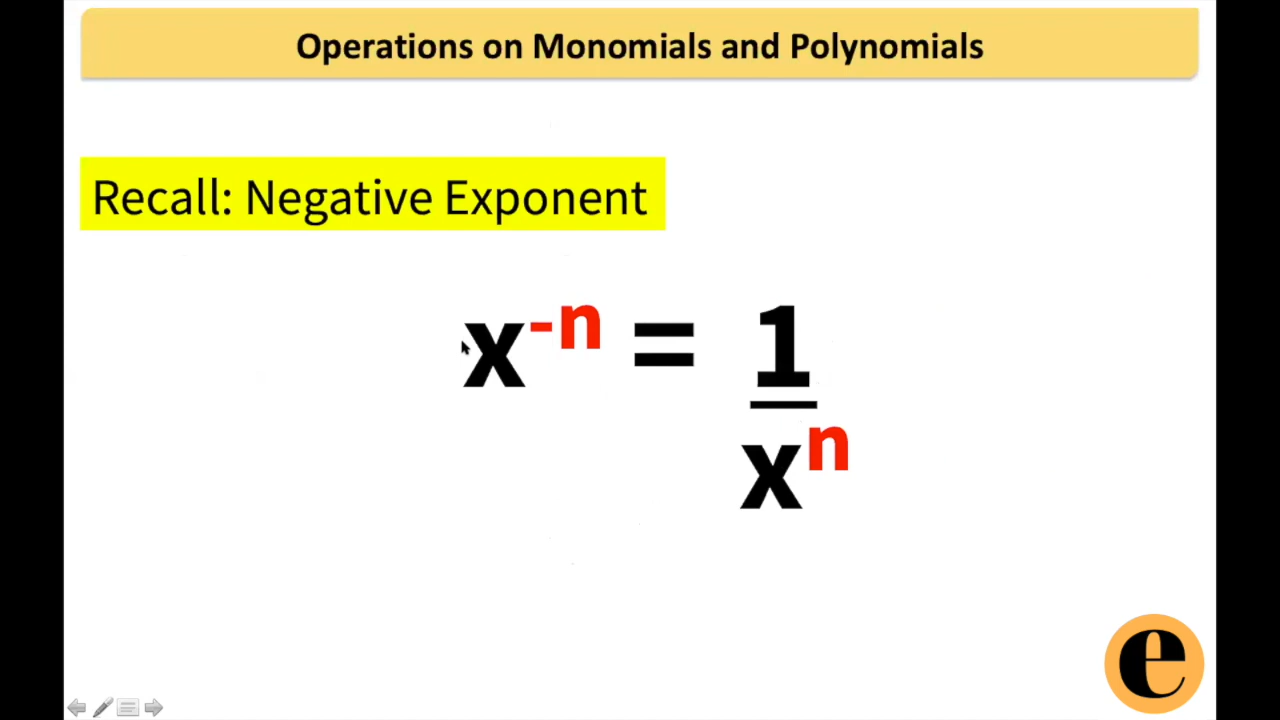 Operations on Monomials and Polynomials
Recall: Negative Exponent
x⁻ⁿ = 1/xⁿ
e